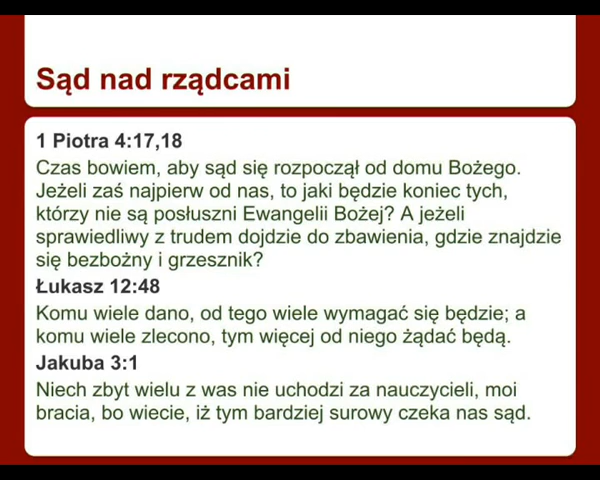 Sąd nad rządcami
1 Piotra 4:17,18
Czas bowiem, aby sąd się rozpoczął od domu Bożego.
Jeżeli zaś najpierw od nas, to jaki będzie koniec tych,
którzy nie są posłuszni Ewangelii Bożej? A jeżeli
sprawiedliwy z trudem dojdzie do zbawienia, gdzie znajdzie
się bezbożny i grzesznik?
Łukasz 12:48
Komu wiele dano, od tego wiele wymagać się będzie; a
komu wiele zlecono, tym więcej od niego żądać będą.
Jakuba 3:1
Niech zbyt wielu z was nie uchodzi za nauczycieli, moi
bracia, bo wiecie, iż tym bardziej surowy czeka nas sąd.